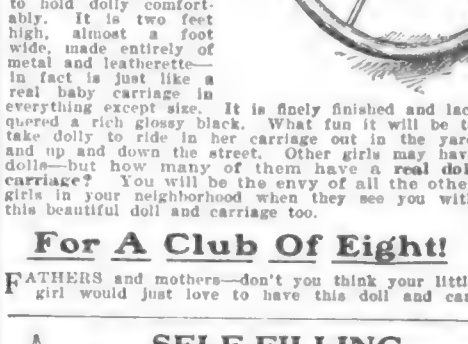 to hold dolly comfort-
ably. It is two feet
high, almost a foot
wide, made entirely of
metal and leatherette—
in fact is just like a
real baby carriage in
everything except size. It is finely finished and lac
quered a rich glossy black. What fun it will be t
take dolly to ride in her carriage out in the yar
and up and down the street. Other girls may hav
dolls—but how many of them have a real dol
carriage? You will be the envy of all the othe
girls in your neighborhood when they see you wit
this beautiful doll and carriage too.
For A Club Of Eight!
FATHERS and mothers—don't you think your littl
girl would just love to have this doll and car
SELF FILLING